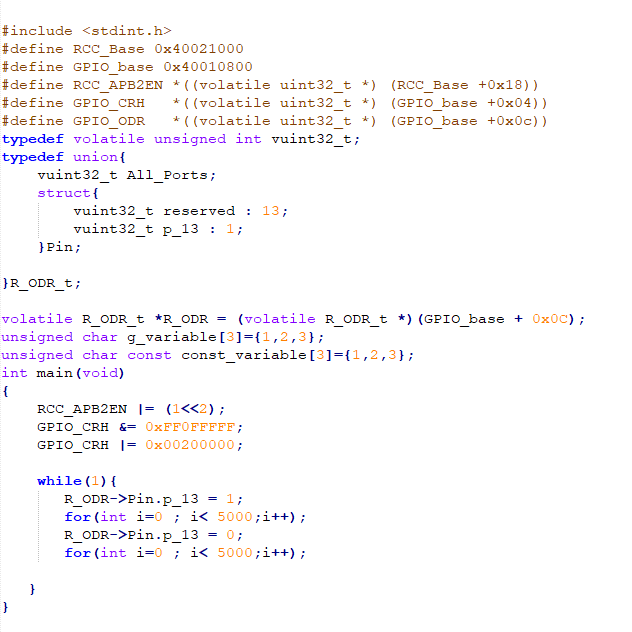 #include <stdint.h>
#define RCC_Base 0x40021000
#define GPIO_base 0x40010800
#define RCC_APB2EN *((volatile uint32_t *) (RCC_Base +0x18))
#define GPIO_CRH   *((volatile uint32_t *) (GPIO_base +0x04))
#define GPIO_ODR   *((volatile uint32_t *) (GPIO_base +0x0c))
typedef volatile unsigned int vuint32_t;
typedef union{
    vuint32_t All_Ports;
    struct{
        vuint32_t reserved : 13;
        vuint32_t p_13 : 1;
    }Pin;
}R_ODR_t;
volatile R_ODR_t *R_ODR = (volatile R_ODR_t *)(GPIO_base + 0x0C);
unsigned char g_variable[3]={1,2,3};
unsigned char const const_variable[3]={1,2,3};
int main(void)
{
    RCC_APB2EN |= (1<<2);
    GPIO_CRH &= 0xFF0FFFFF;
    GPIO_CRH |= 0x00200000;
    while(1){
       R_ODR->Pin.p_13 = 1;
       for(int i=0 ; i< 5000;i++);
       R_ODR->Pin.p_13 = 0;
       for(int i=0 ; i< 5000;i++);
   }
}